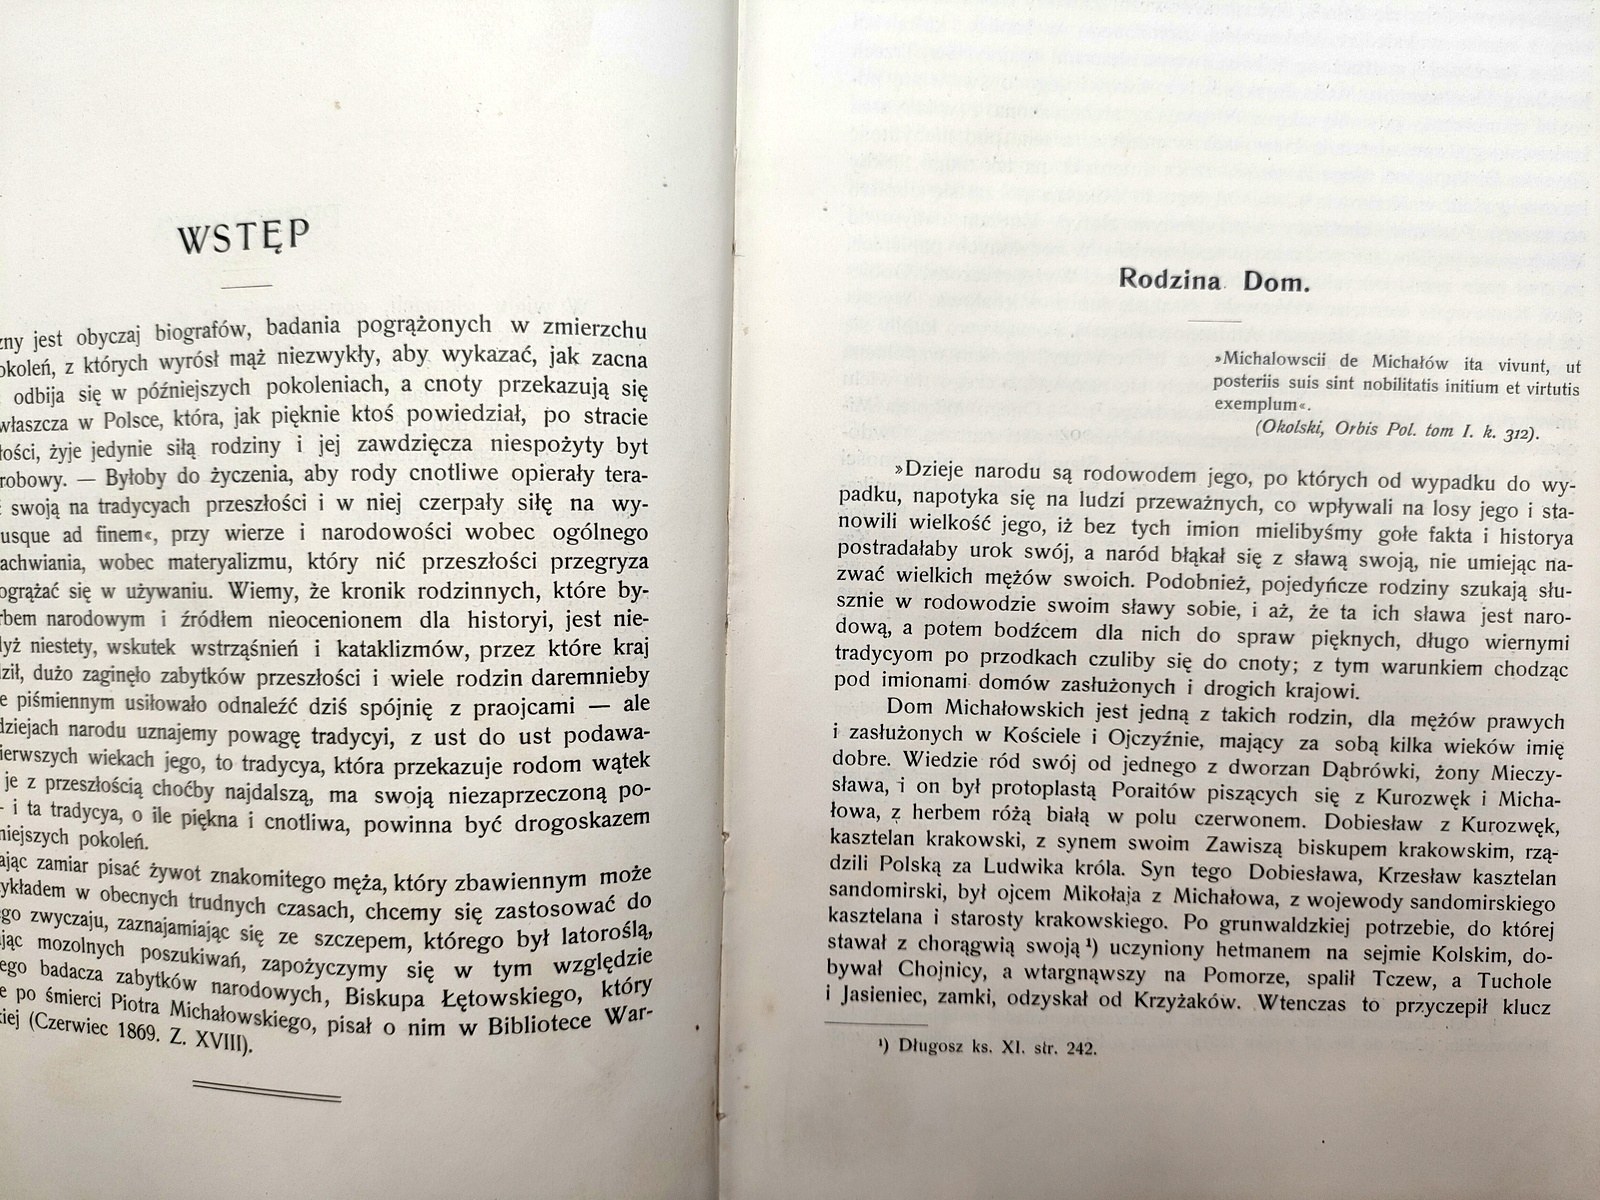 WSTĘP
jest obyczaj biografów, badania pogrążonych w zmierzchu
z których wyrósł mąż niezwykły, aby wykazać, jak zacna
odbija się w późniejszych pokoleniach, a cnoty przekazują się
w Polsce, która, jak pięknie ktoś powiedział, po stracie
żyje jedynie siłą rodziny i jej zawdzięcza niespożyty byt
— Byłoby do życzenia, aby rody cnotliwe opierały tera-
swoją na tradycyach przeszłości i w niej czerpały siłę na wy-
usque ad finem«, przy wierze i narodowości wobec ogólnego
wobec materyalizmu, który nić przeszłości przegryza
się w używaniu. Wiemy, że kronik rodzinnych, które by-
narodowym i źródłem nieocenionem dla historyi, jest nie-
niestety, wskutek wstrząśnień i kataklizmów, przez które kraj
dużo zaginęło zabytków przeszłości i wiele rodzin daremnieby
piśmiennym usiłowało odnaleźć dziś spójnię z praojcami — ale
dziejach narodu uznajemy powagę tradycyi, z ust do ust podawa-
wiekach jego, to tradycya, która przekazuje rodom wątek
je z przeszłością choćby najdalszą, ma swoją niezaprzeczoną po-
- i ta tradycya, o ile piękna i cnotliwa, powinna być drogoskazem
pokoleń.
zamiar pisać żywot znakomitego męża, który zbawiennym może
w obecnych trudnych czasach, chcemy się zastosować do
zwyczaju, zaznajamiając się ze szczepem, którego był latoroślą,
mozolnych poszukiwań, zapożyczymy się w tym względzie
badacza zabytków narodowych, Biskupa Łętowskiego, który
po śmierci Piotra Michałowskiego, pisał o nim w Bibliotece War-
(Czerwiec 1869. Z. XVIII).
Rodzina Dom.
»Michalowscii de Michałów ita vivunt, ut
posteriis suis sint nobilitatis initium et virtutis
exemplum«.
(Okolski, Orbis Pol. tom I. k. 312).
»Dzieje narodu są rodowodem jego, po których od wypadku do wy-
padku, napotyka się na ludzi przeważnych, co wpływali na losy jego i sta-
nowili wielkość jego, iż bez tych imion mielibyśmy gołe fakta i historya
postradałaby urok swój, a naród błąkał się z sławą swoją, nie umiejąc na-
zwać wielkich mężów swoich. Podobnież, pojedyńcze rodziny szukają słu-
sznie w rodowodzie swoim sławy sobie, i aż, że ta ich sława jest naro-
dową, a potem bodźcem dla nich do spraw pięknych, długo wiernymi
tradycyom po przodkach czuliby się do cnoty; z tym warunkiem chodząc
pod imionami domów zasłużonych i drogich krajowi.
Dom Michałowskich jest jedną z takich rodzin, dla mężów prawych
i zasłużonych w Kościele i Ojczyźnie, mający za sobą kilka wieków imię
dobre. Wiedzie ród swój od jednego z dworzan Dąbrówki, żony Mieczy-
sława, i on był protoplastą Poraitów piszących się z Kurozwęk i Micha-
łowa, z herbem różą białą w polu czerwonem. Dobiesław z Kurozwęk,
kasztelan krakowski, z synem swoim Zawiszą biskupem krakowskim, rzą-
dzili Polską za Ludwika króla. Syn tego Dobiesława, Krzesław kasztelan
sandomirski, był ojcem Mikołaja z Michałowa, z wojewody sandomirskiego
kasztelana i starosty krakowskiego. Po grunwaldzkiej potrzebie, do której
stawał z chorągwią swoją ¹) uczyniony hetmanem na sejmie Kolskim, do-
bywał Chojnicy, a wtargnąwszy na Pomorze, spalił Tczew, a Tuchole
i Jasieniec, zamki, odzyskał od Krzyżaków. Wtenczas to przyczepił klucz
¹) Długosz ks. XI. str. 242.